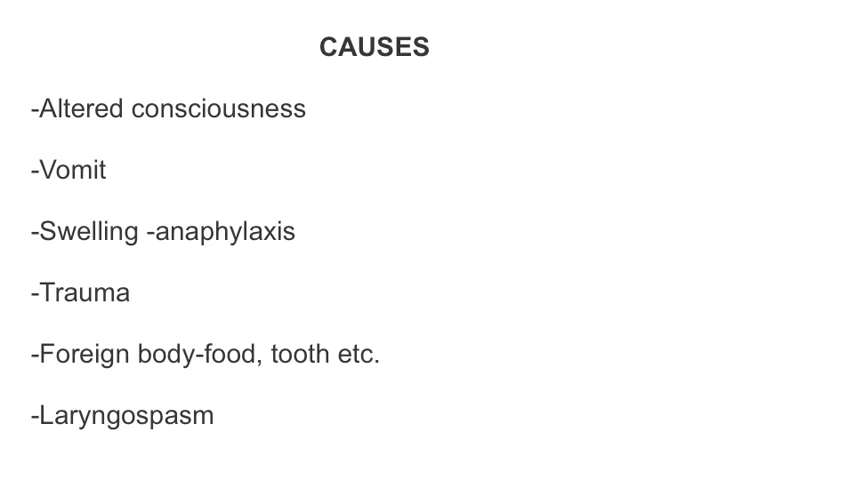 CAUSES
-Altered consciousness
-Vomit
-Swelling -anaphylaxis
-Trauma
-Foreign body-food, tooth etc.
-Laryngospasm